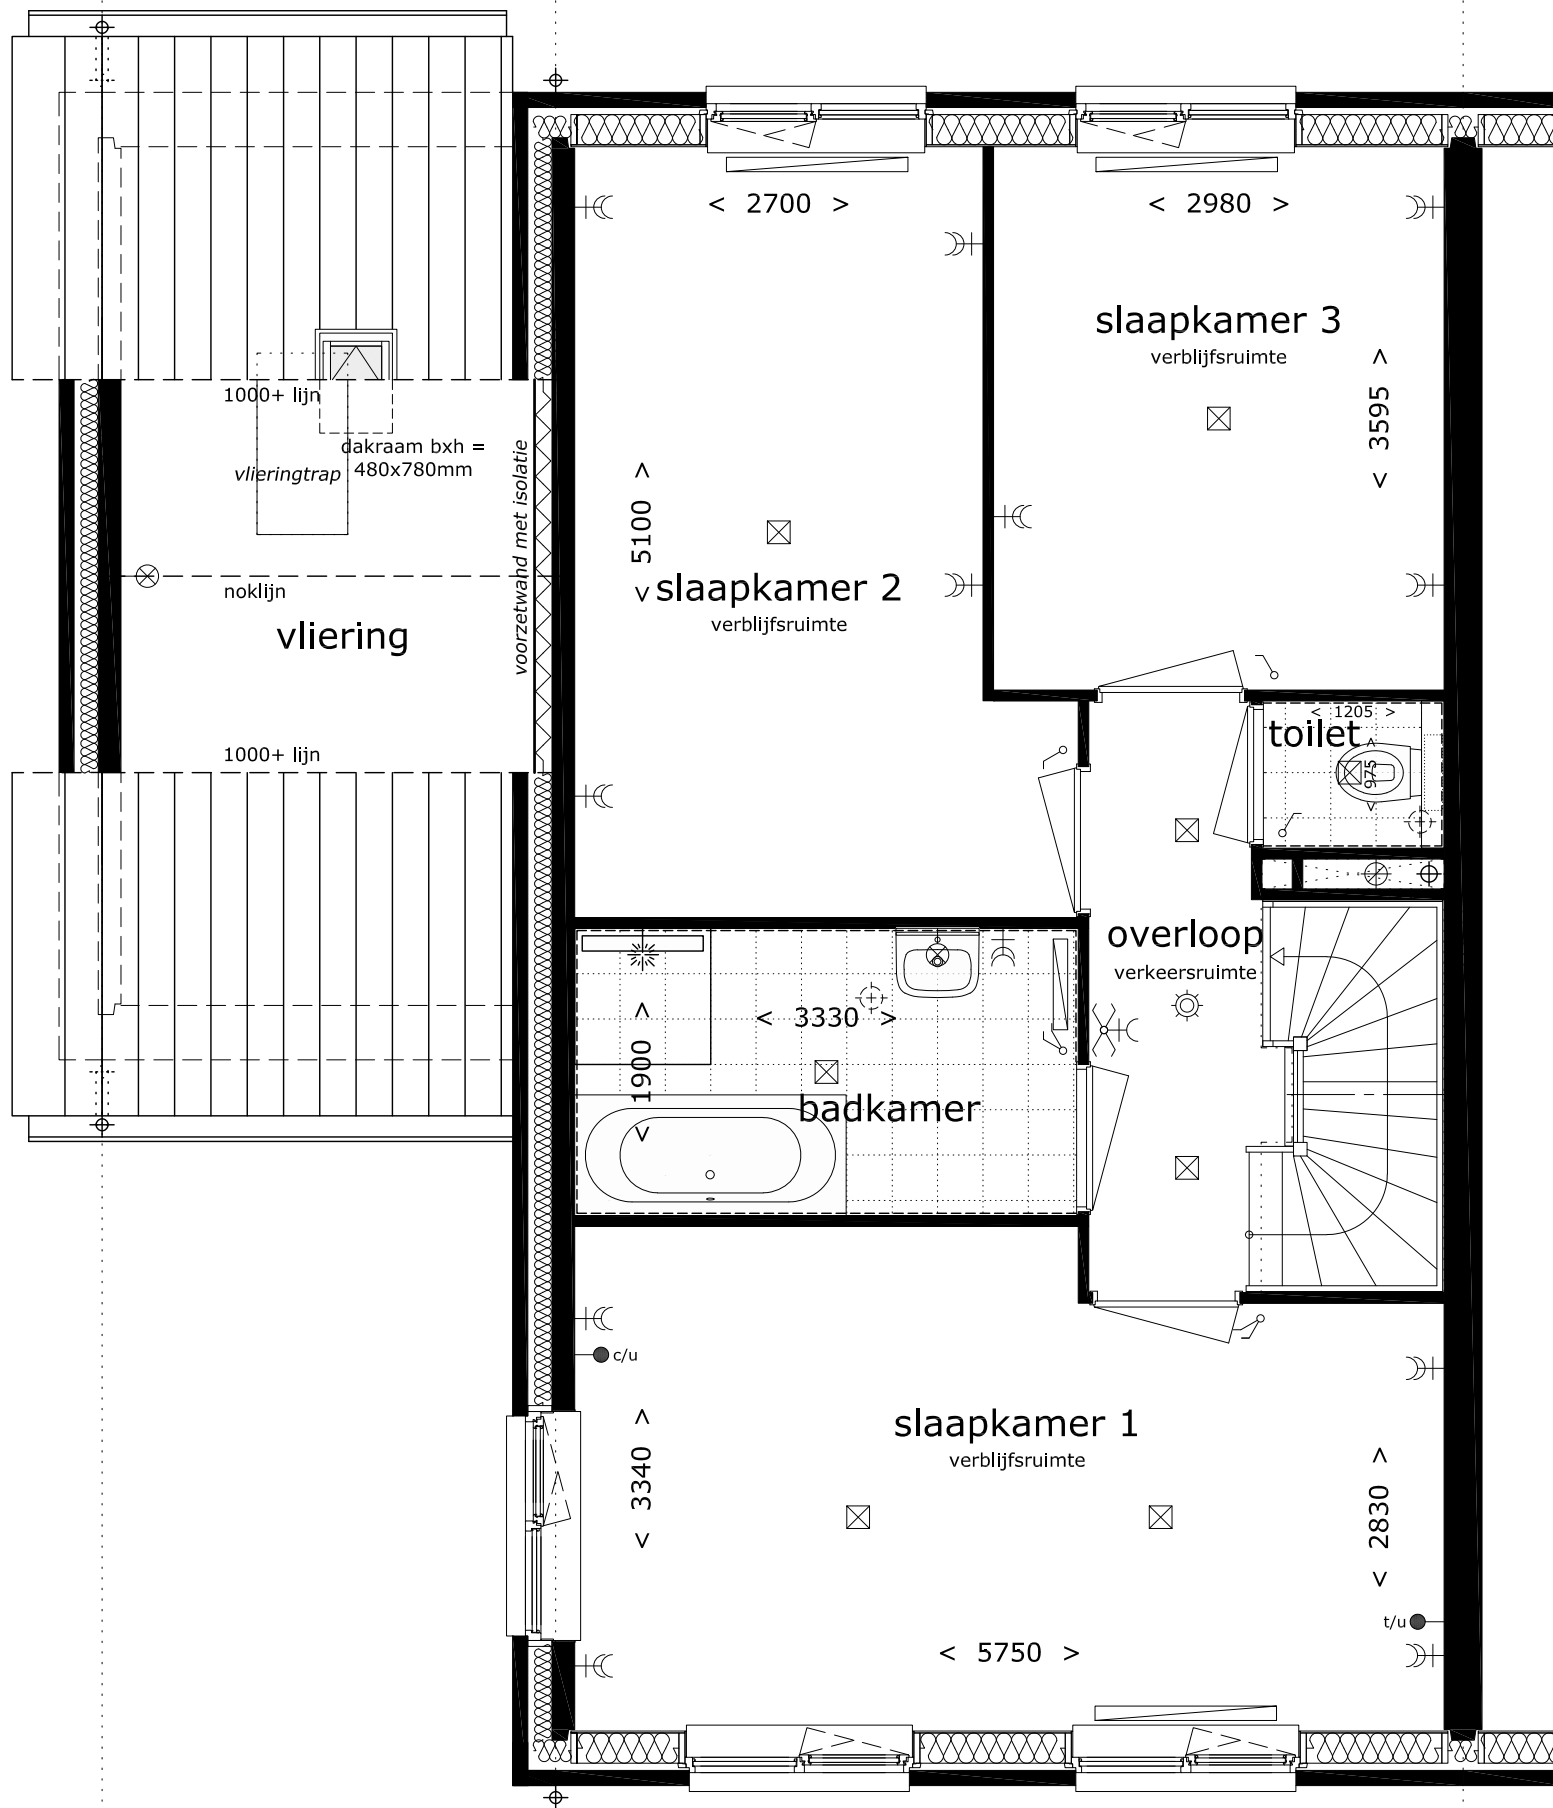 < 2700 >
< 2980 >
slaapkamer 3
verblijfsruimte
< 3595 >
1000+ lijn
dakraam bxh =
480x780mm
vlieringtrap
voorzetwand met isolatie
< 5100 >
slaapkamer 2
verblijfsruimte
noklijn
vliering
1000+ lijn
< 1205 >
toilet
< 975 >
overloop
verkeersruimte
< 3330 >
< 1900 >
badkamer
c/u
slaapkamer 1
verblijfsruimte
< 3340 >
< 2830 >
t/u
< 5750 >